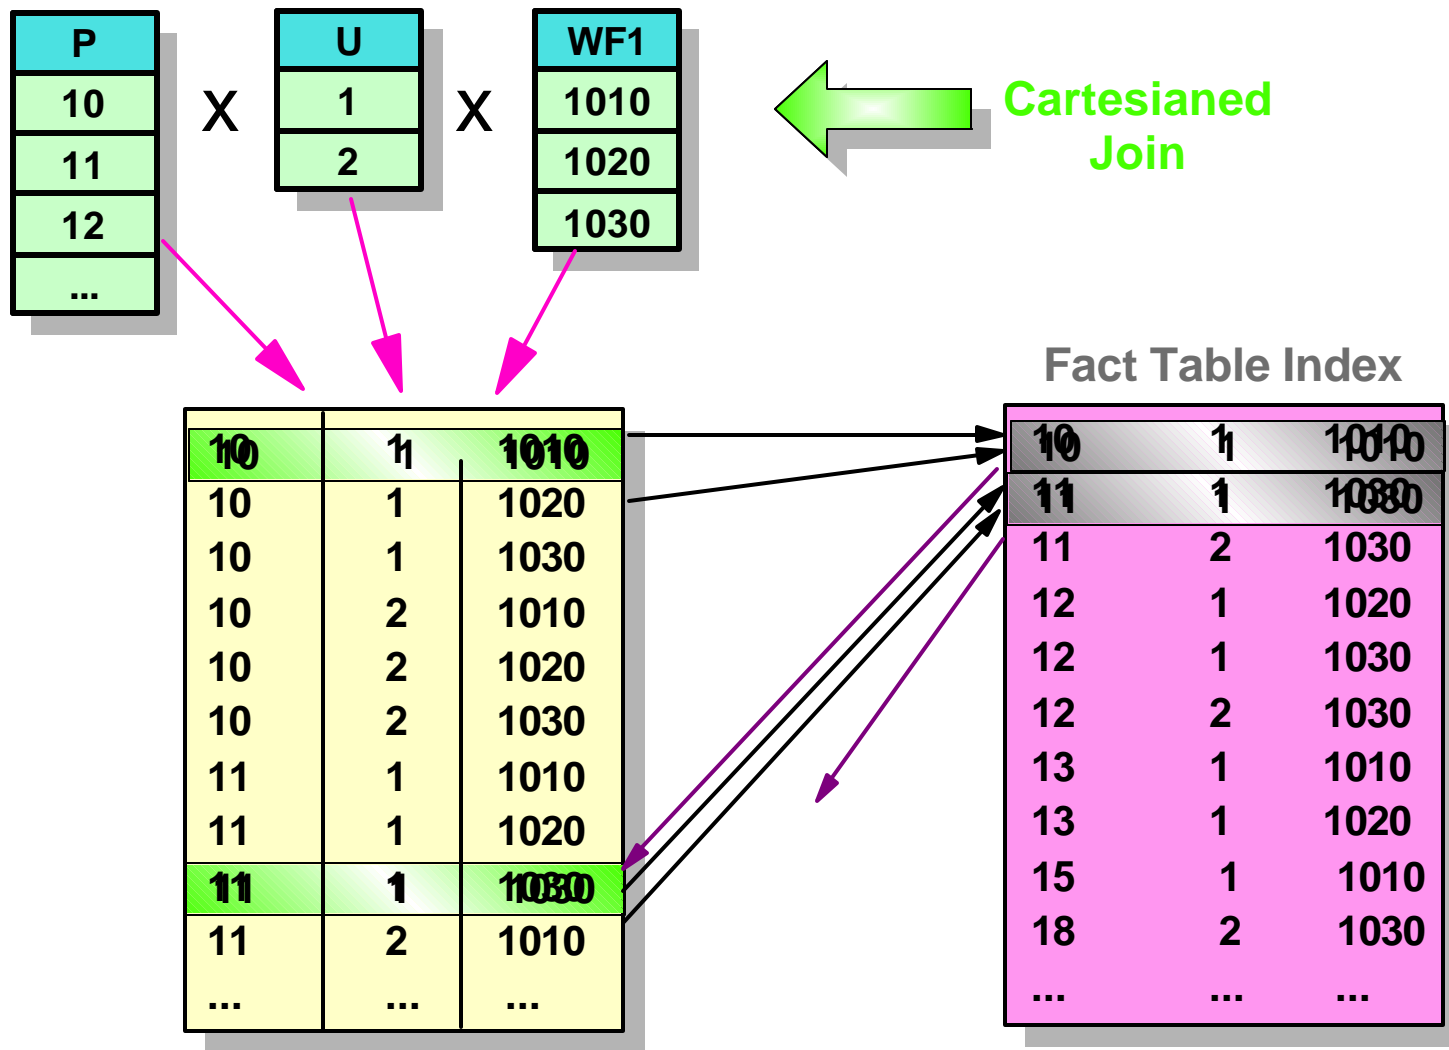 P
10
11
12
...
X
U
1
2
X
WF1
1010
1020
1030
Cartesianed
Join
10 1 1010
10 1 1020
10 1 1030
10 2 1010
10 2 1020
10 2 1030
11 1 1010
11 1 1020
11 1 1030
11 2 1010
... ... ...
Fact Table Index
10 1 1010
11 1 1030
11 2 1030
12 1 1020
12 1 1030
12 2 1030
13 1 1010
13 1 1020
15 1 1010
18 2 1030
... ... ...